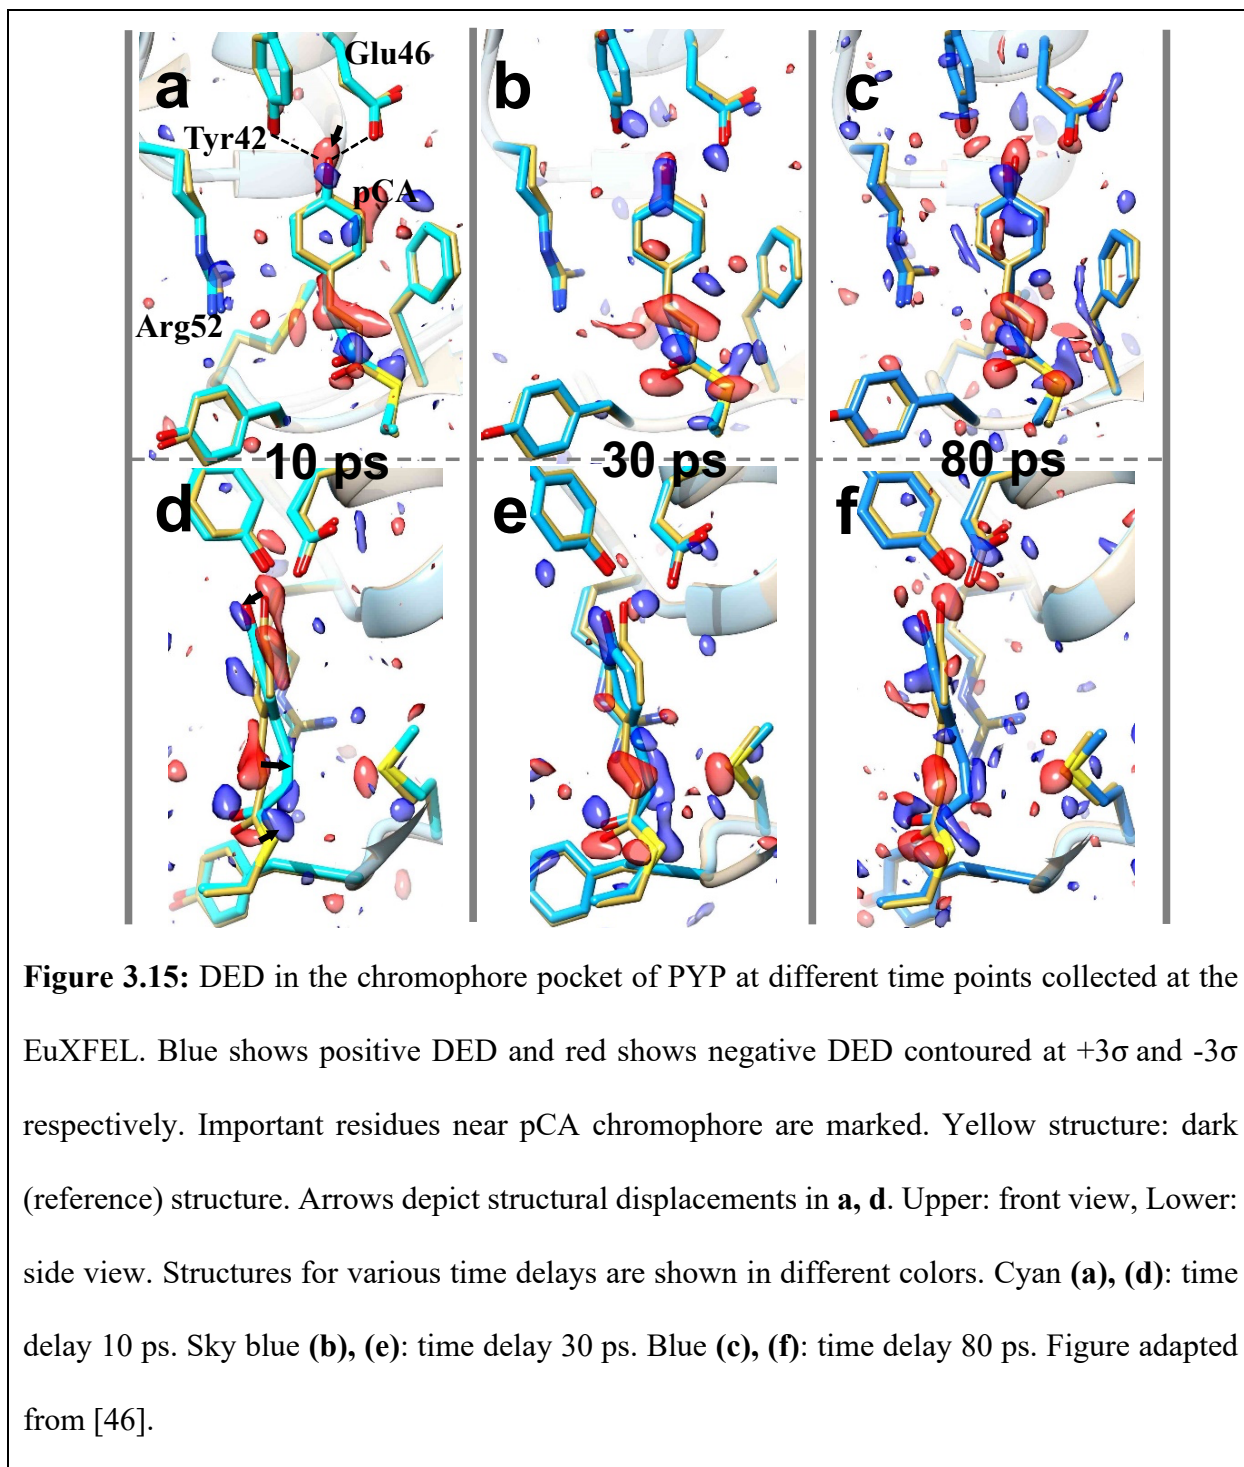 a
Glu46
Tyr42
pCA
Arg52
b
c
10 ps
30 ps
80 ps
d
e
f
Figure 3.15: DED in the chromophore pocket of PYP at different time points collected at the
EuXFEL. Blue shows positive DED and red shows negative DED contoured at +3σ and -3σ
respectively. Important residues near pCA chromophore are marked. Yellow structure: dark
(reference) structure. Arrows depict structural displacements in a, d. Upper: front view, Lower:
side view. Structures for various time delays are shown in different colors. Cyan (a), (d): time
delay 10 ps. Sky blue (b), (e): time delay 30 ps. Blue (c), (f): time delay 80 ps. Figure adapted
from [46].